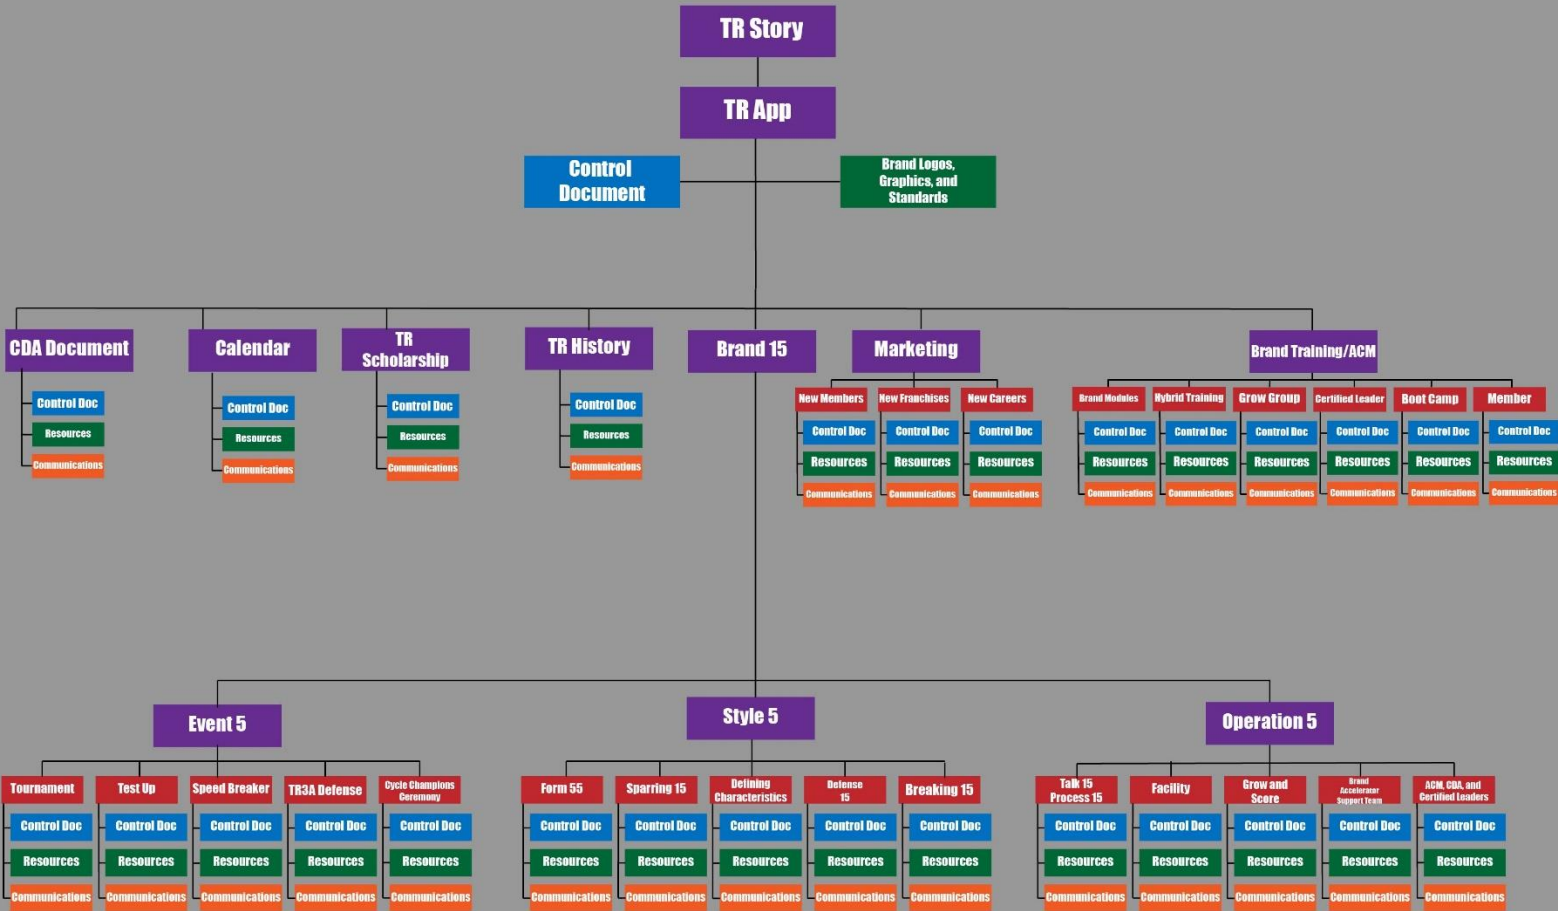 TR Story
TR App
Control
Document
Brand Logos,
Graphics, and
Standards
CDA Document
Calendar
TR
Scholarship
TR History
Brand 15
Marketing
Brand Training/ACM
Control Doc
Resources
Communications
Control Doc
Resources
Communications
Control Doc
Resources
Communications
Control Doc
Resources
Communications
New Members
New Franchises
New Careers
Control Doc
Control Doc
Control Doc
Resources
Resources
Resources
Communications
Communications
Communications
Brand Modules
Hybrid Training
Grow Group
Certified Leader
Boot Camp
Member
Control Doc
Control Doc
Control Doc
Control Doc
Control Doc
Control Doc
Resources
Resources
Resources
Resources
Resources
Resources
Communications
Communications
Communications
Communications
Communications
Communications
Event 5
Style 5
Operation 5
Tournament
Test Up
Speed Breaker
TR3A Defense
Cycle Champions
Ceremony
Control Doc
Control Doc
Control Doc
Control Doc
Control Doc
Resources
Resources
Resources
Resources
Resources
Communications
Communications
Communications
Communications
Communications
Form 55
Sparring 15
Defining
Characteristics
Defense
15
Breaking 15
Control Doc
Control Doc
Control Doc
Control Doc
Control Doc
Resources
Resources
Resources
Resources
Resources
Communications
Communications
Communications
Communications
Communications
Talk 15
Process 15
Facility
Grow and
Score
Brand
Accelerator
Support Team
ACM, CDA, and
Certified Leaders
Control Doc
Control Doc
Control Doc
Control Doc
Control Doc
Resources
Resources
Resources
Resources
Resources
Communications
Communications
Communications
Communications
Communications